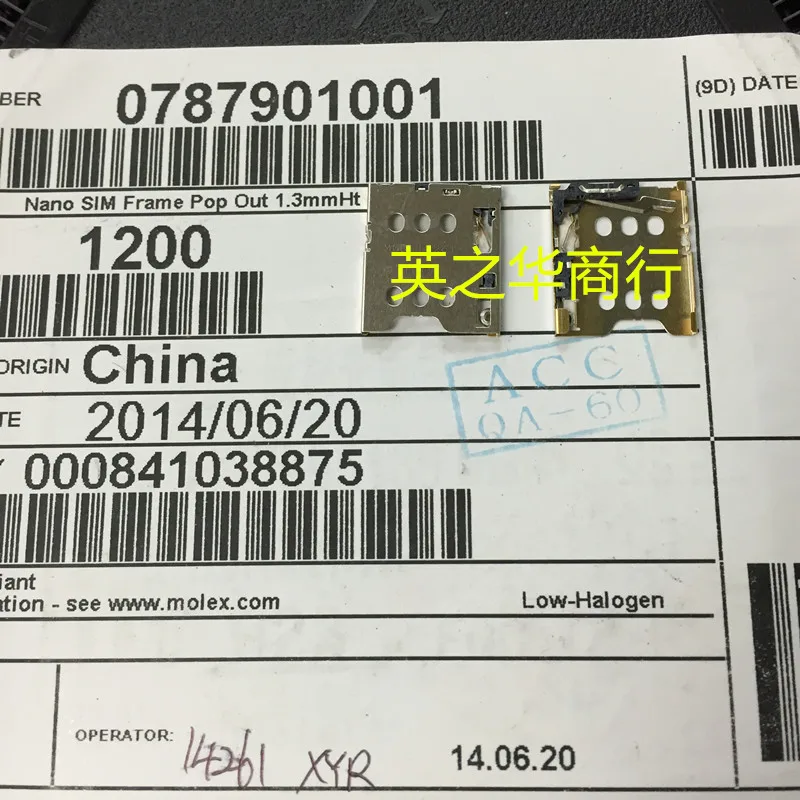 BER 0787901001
(9D) DATE
Nano SIM Frame Pop Out 1.3mmHt
1200
英之华商行
ORIGIN China
TE 2014/06/20
ACC
QA-60
Y 000841038875
iant
ation - see www.molex.com
Low-Halogen
OPERATOR: 14261 XYR 14.06.20